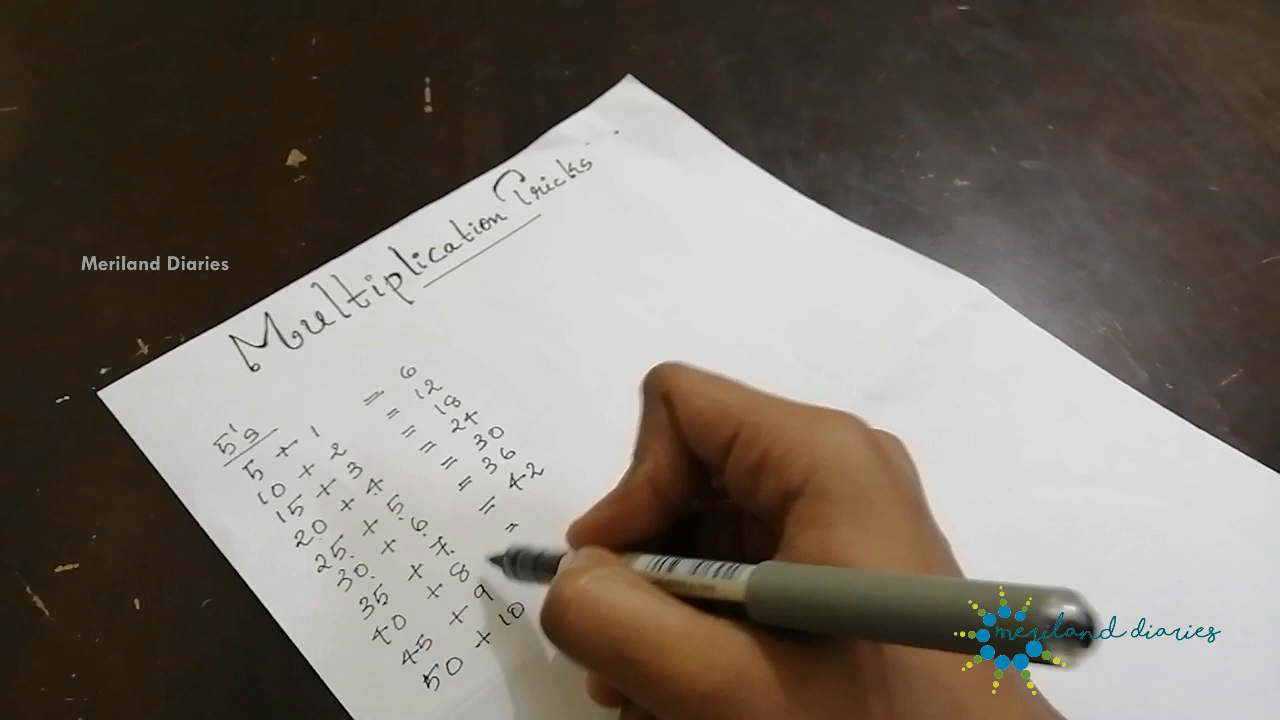 Multiplication Tricks
Meriland Diaries
5's
5 + 1 = 6
10 + 2 = 12
15 + 3 = 18
20 + 4 = 24
25 + 5 = 30
30 + 6 = 36
35 + 7 = 42
40 + 8 =
45 + 9
50 + 10
meriland diaries